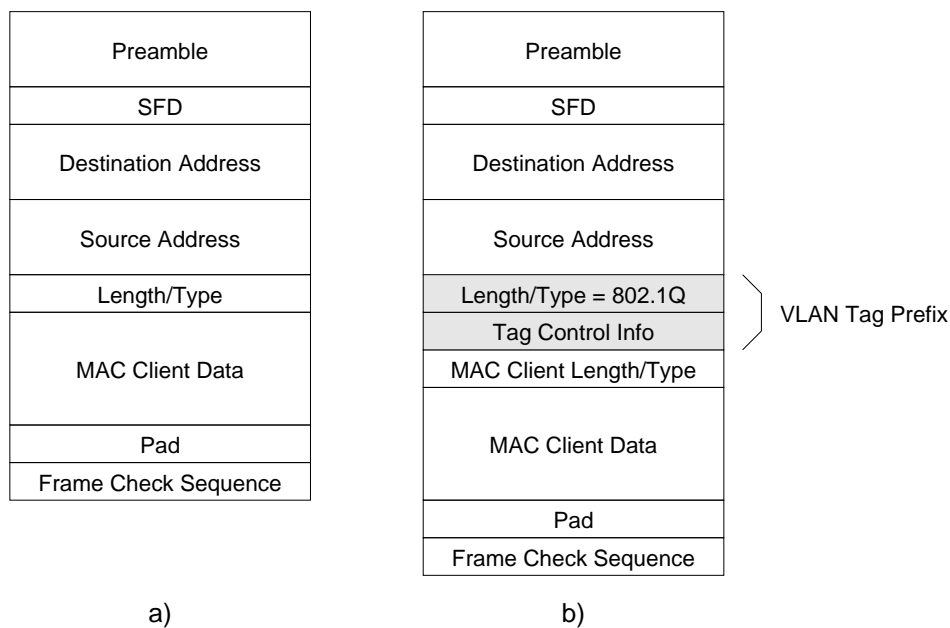 Preamble
SFD
Destination Address
Source Address
Length/Type
MAC Client Data
Pad
Frame Check Sequence
a)
Preamble
SFD
Destination Address
Source Address
Length/Type = 802.1Q
Tag Control Info
VLAN Tag Prefix
MAC Client Length/Type
MAC Client Data
Pad
Frame Check Sequence
b)